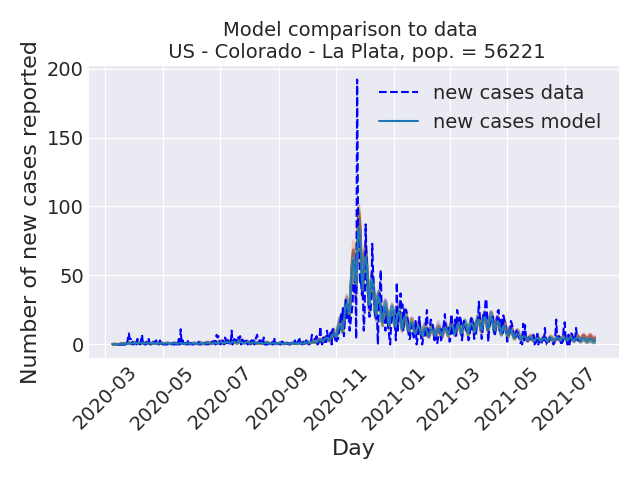 Model comparison to data
US - Colorado - La Plata, pop. = 56221
Number of new cases reported
200
150
100
50
0
new cases data
new cases model
2020-03
2020-05
2020-07
2020-09
2020-11
2021-01
2021-03
2021-05
2021-07
Day